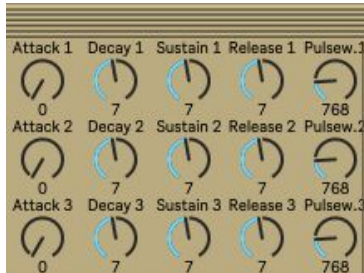 Attack 1 Decay 1 Sustain 1 Release 1 Pulsew.1
0 7 7 7 768
Attack 2 Decay 2 Sustain 2 Release 2 Pulsew.2
0 7 7 7 768
Attack 3 Decay 3 Sustain 3 Release 3 Pulsew.3
0 7 7 7 768